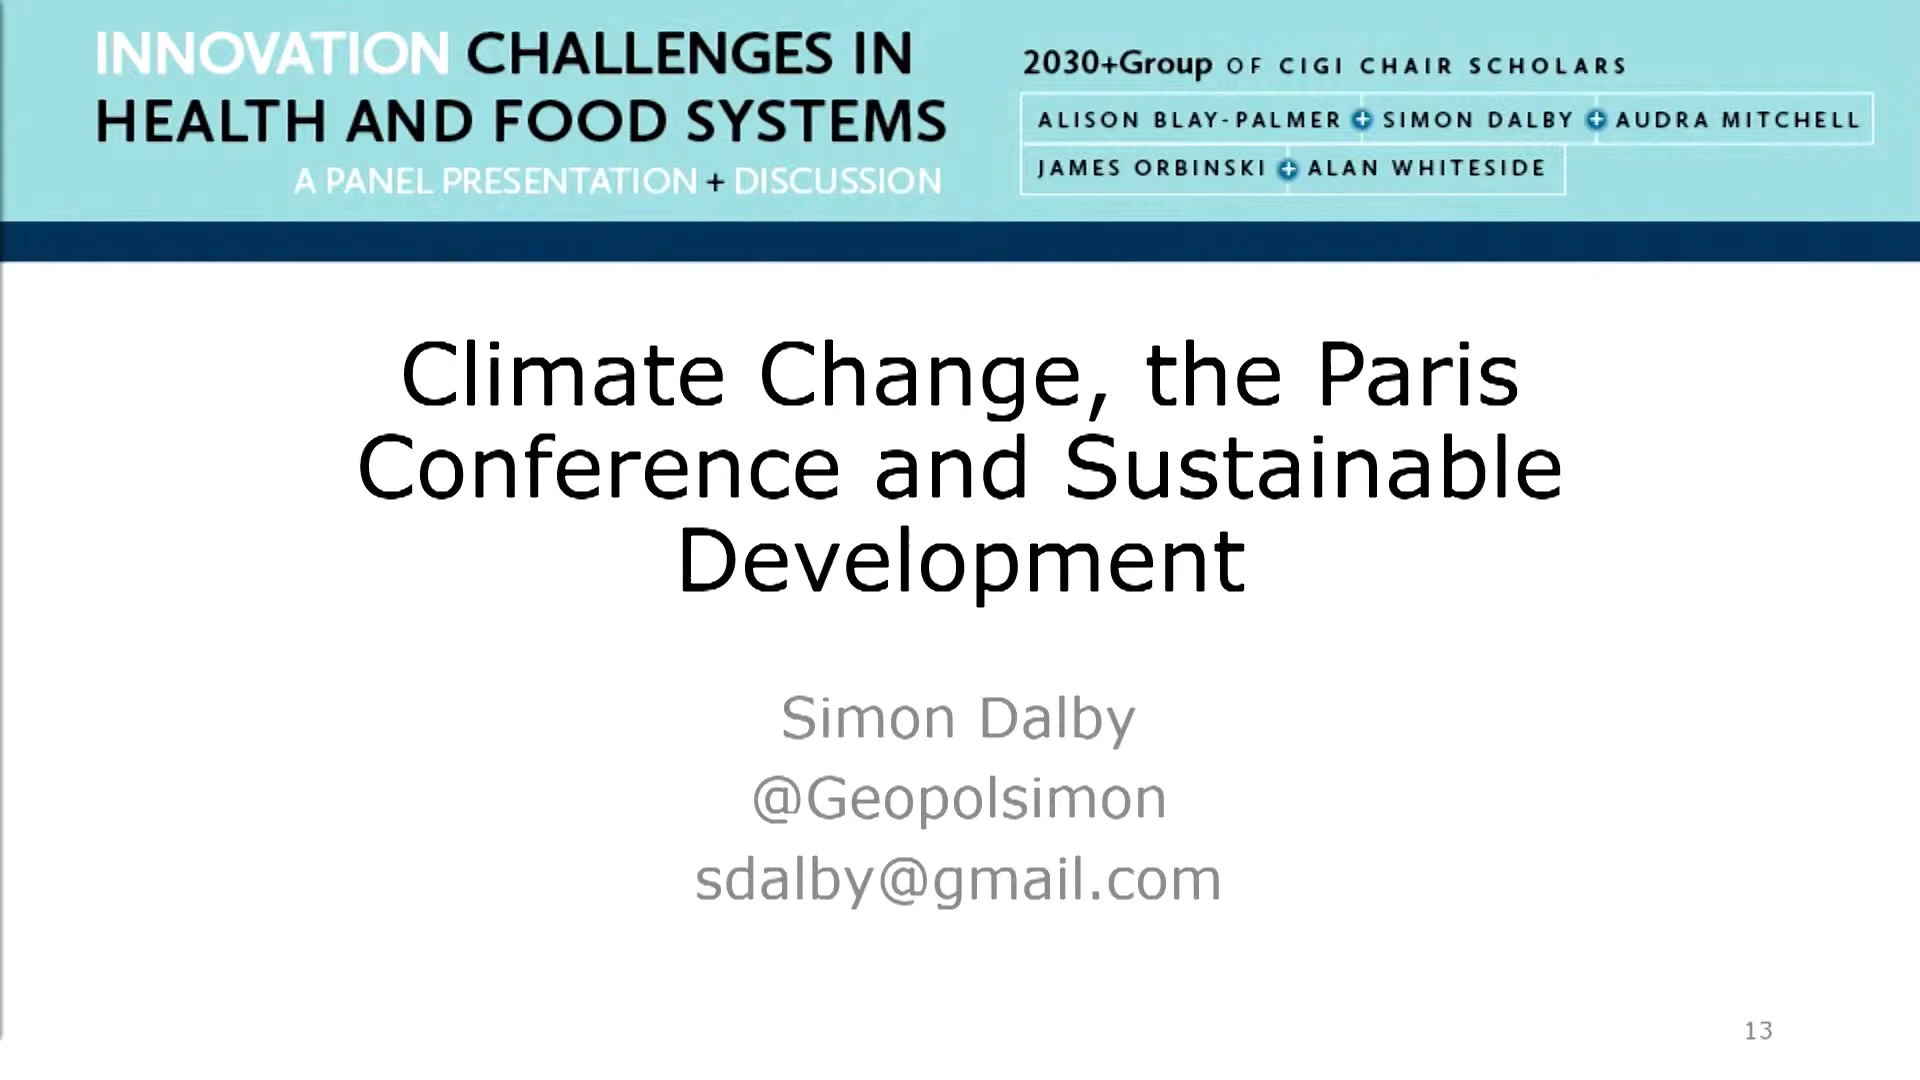 INNOVATION CHALLENGES IN
HEALTH AND FOOD SYSTEMS
A PANEL PRESENTATION + DISCUSSION
2030+Group OF CIGI CHAIR SCHOLARS
ALISON BLAY-PALMER + SIMON DALBY + AUDRA MITCHELL
JAMES ORBINSKI + ALAN WHITESIDE
Climate Change, the Paris
Conference and Sustainable
Development
Simon Dalby
@Geopolsimon
sdalby@gmail.com
13